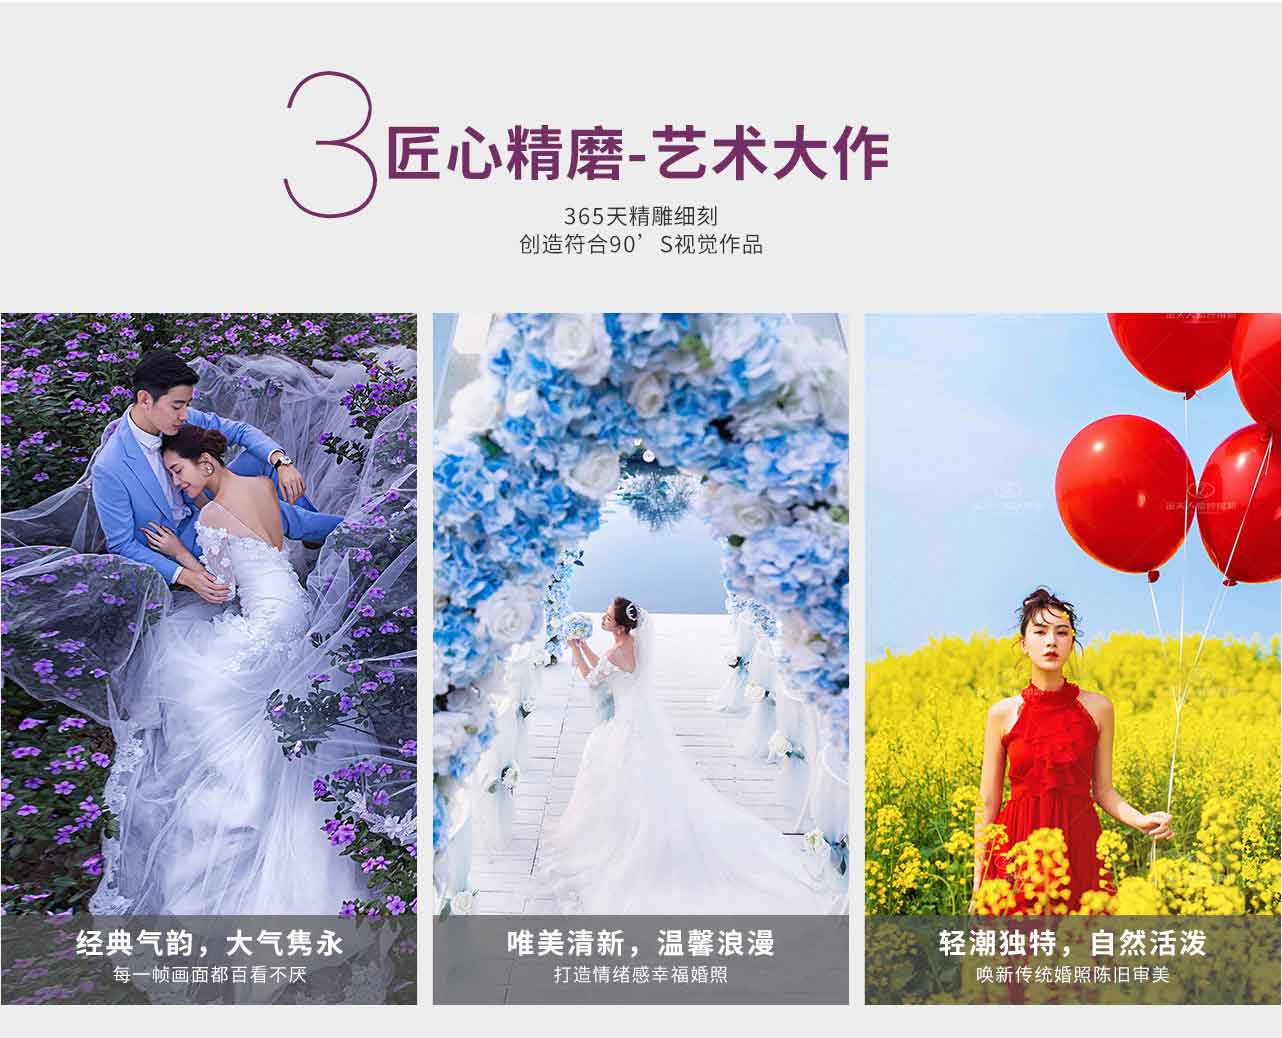 3 匠心精磨-艺术大作
365天精雕细刻
创造符合90’S视觉作品
经典气韵，大气隽永
每一帧画面都百看不厌
唯美清新，温馨浪漫
打造情绪感幸福婚照
轻潮独特，自然活泼
唤新传统婚照陈旧审美